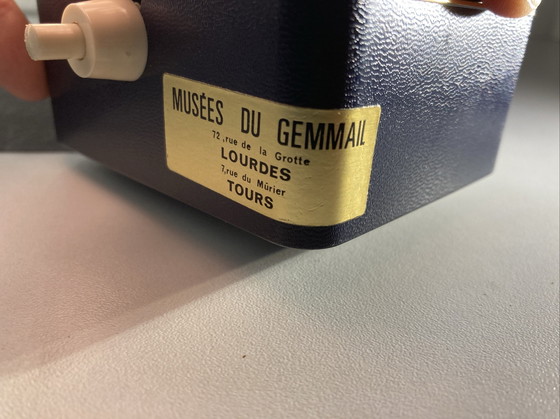 MUSÉES DU GEMMAIL
72, rue de la Grotte
LOURDES
7, rue du Mûrier
TOURS